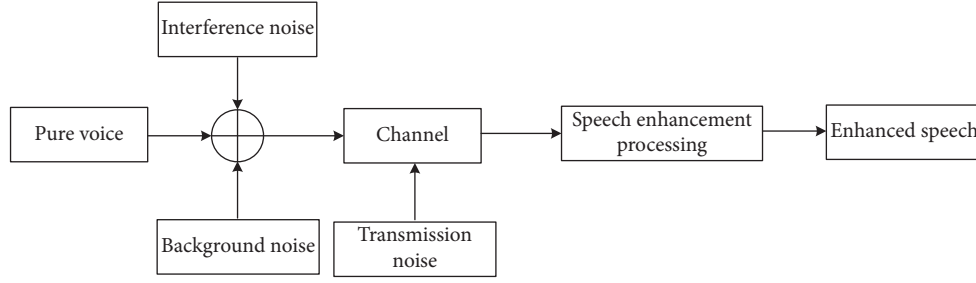 Interference noise
Pure voice
Channel
Speech enhancement
processing
Enhanced speech
Background noise
Transmission
noise